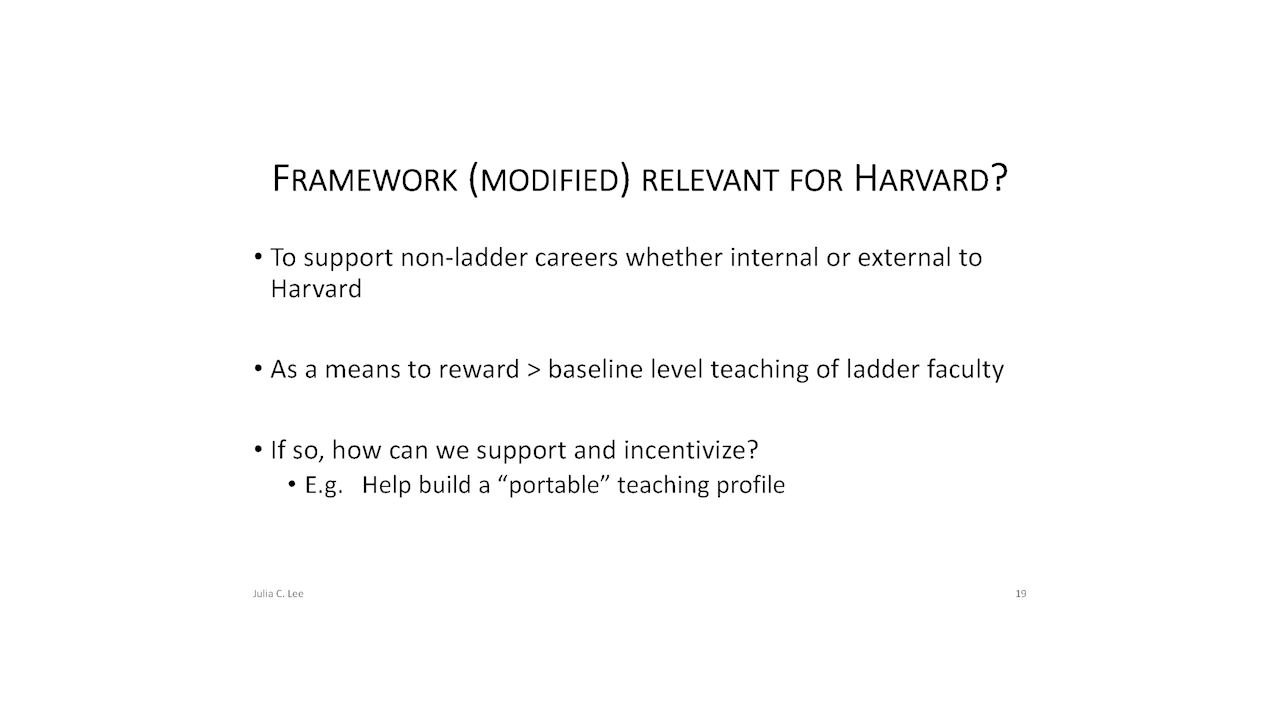 FRAMEWORK (MODIFIED) RELEVANT FOR HARVARD?
• To support non-ladder careers whether internal or external to
Harvard
• As a means to reward > baseline level teaching of ladder faculty
• If so, how can we support and incentivize?
• E.g. Help build a “portable” teaching profile
Julia C. Lee
19